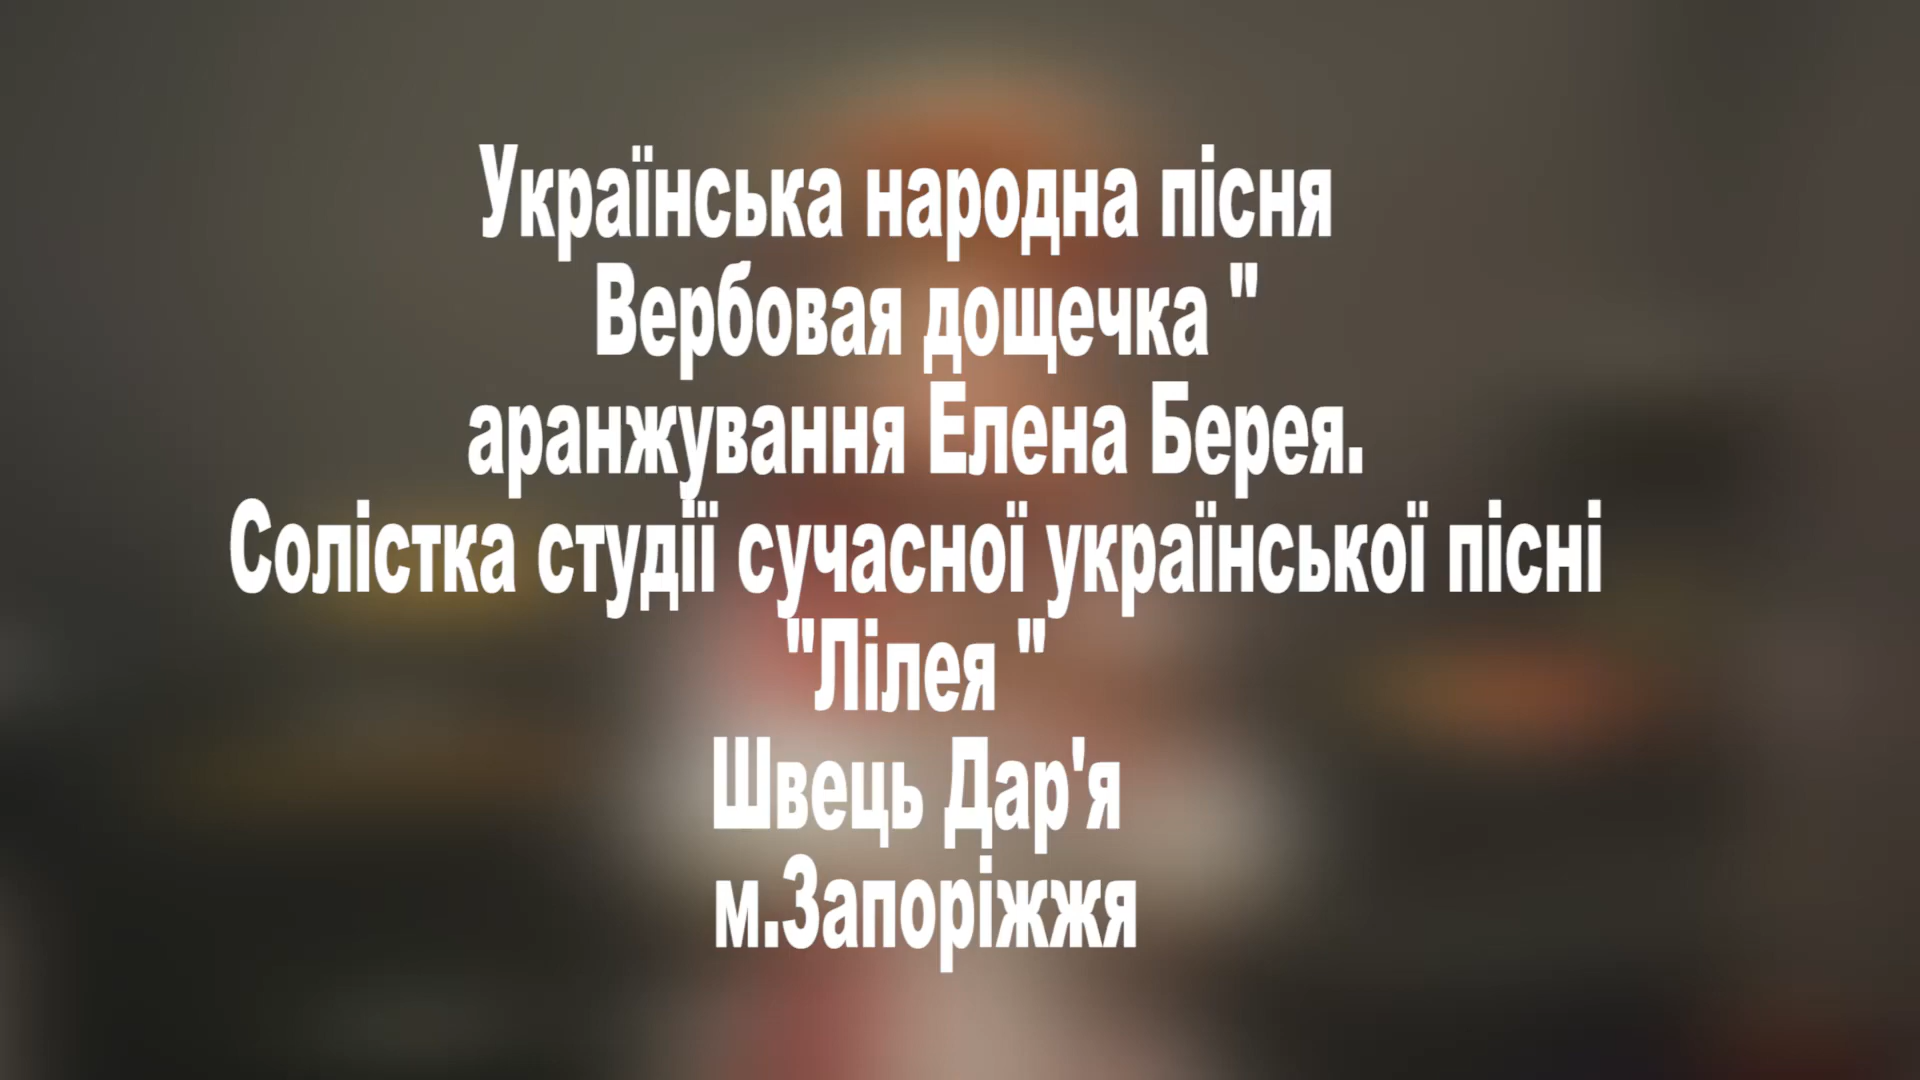 Українська народна пісня
Вербовая дощечка "
аранжування Елена Берея.
Солістка студії сучасної української пісні
"Лілея "
Швець Дар'я
м.Запоріжжя